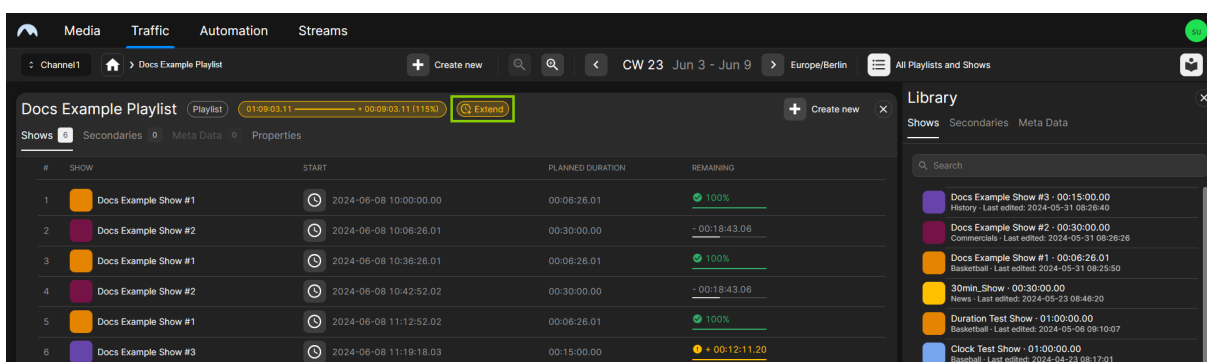 Media Traffic Automation Streams
SU
Channel1 > Docs Example Playlist Create new CW 23 Jun 3 - Jun 9 Europe/Berlin All Playlists and Shows
Docs Example Playlist Playlist 01:09:03.11 + 00:09:03.11 (115%) Extend Create new
Shows 6 Secondaries 0 Meta Data 0 Properties
# SHOW START PLANNED DURATION REMAINING
1 Docs Example Show #1 2024-06-08 10:00:00.00 00:06:26.01 100%
2 Docs Example Show #2 2024-06-08 10:06:26.01 00:30:00.00 - 00:18:43.06
3 Docs Example Show #1 2024-06-08 10:36:26.01 00:06:26.01 100%
4 Docs Example Show #2 2024-06-08 10:42:52.02 00:30:00.00 - 00:18:43.06
5 Docs Example Show #1 2024-06-08 11:12:52.02 00:06:26.01 100%
6 Docs Example Show #3 2024-06-08 11:19:18.03 00:15:00.00 + 00:12:11.20
Library
Shows Secondaries Meta Data
Search
Docs Example Show #3 · 00:15:00.00
History · Last edited: 2024-05-31 08:26:40
Docs Example Show #2 · 00:30:00.00
Commercials · Last edited: 2024-05-31 08:26:26
Docs Example Show #1 · 00:06:26.01
Basketball · Last edited: 2024-05-31 08:25:50
30min_Show · 00:30:00.00
News · Last edited: 2024-05-23 08:46:20
Duration Test Show · 01:00:00.00
Basketball · Last edited: 2024-05-06 09:10:07
Clock Test Show · 01:00:00.00
Baseball · Last edited: 2024-04-23 08:17:01